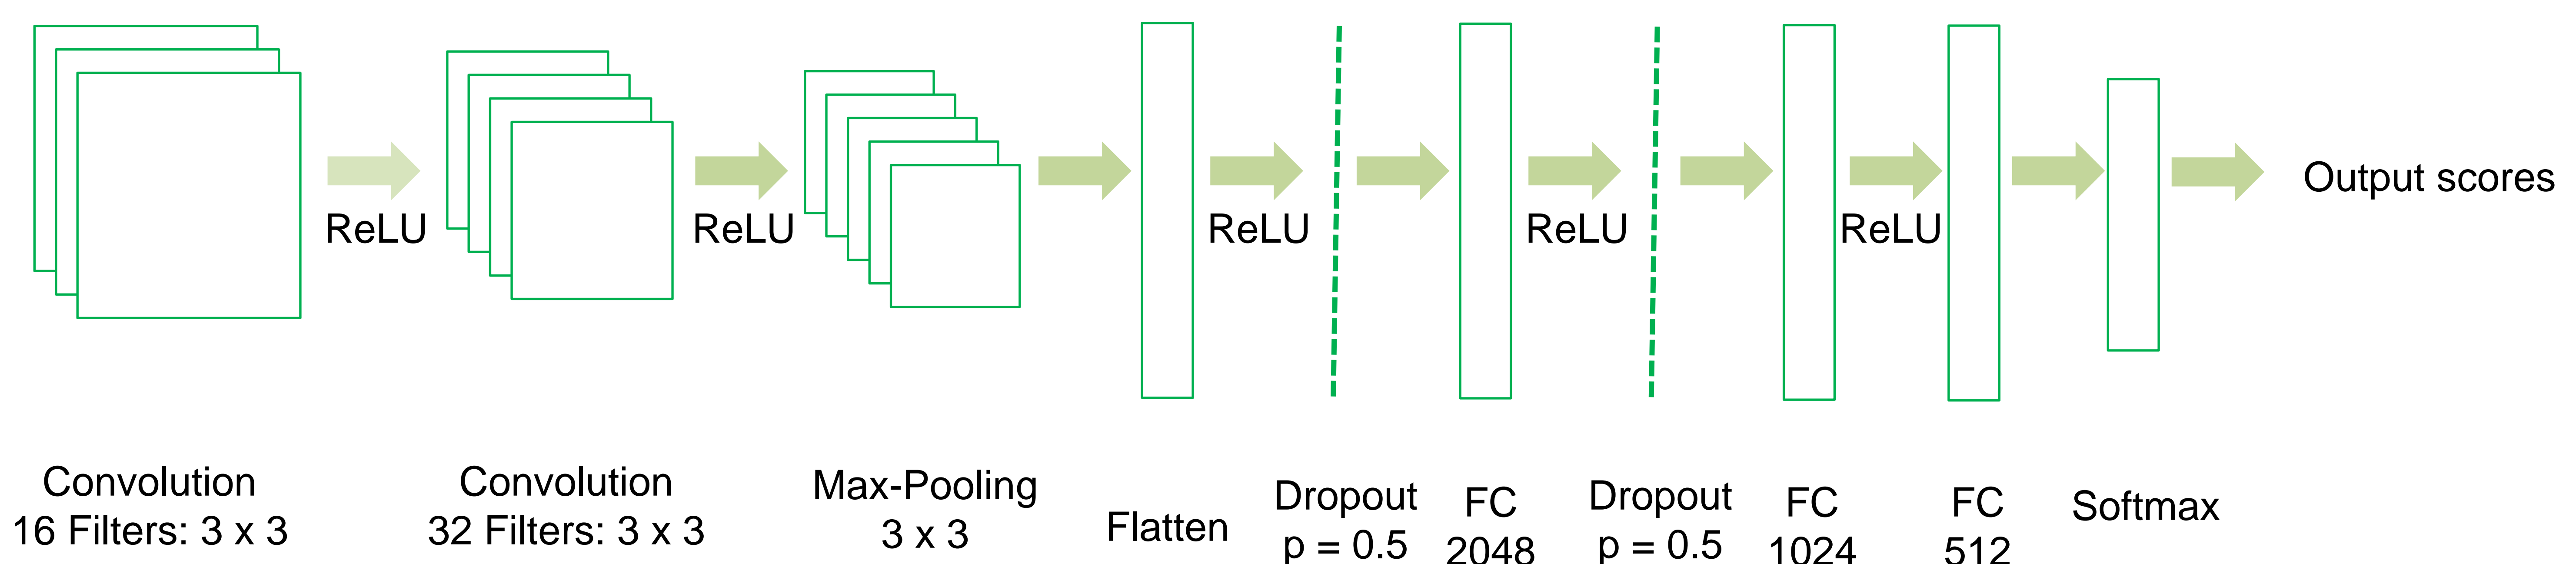 ReLU
ReLU
ReLU
ReLU
ReLU
Output scores
Convolution
16 Filters: 3 x 3
Convolution
32 Filters: 3 x 3
Max-Pooling
3 x 3
Flatten
Dropout
p = 0.5
FC
2048
Dropout
p = 0.5
FC
1024
FC
512
Softmax